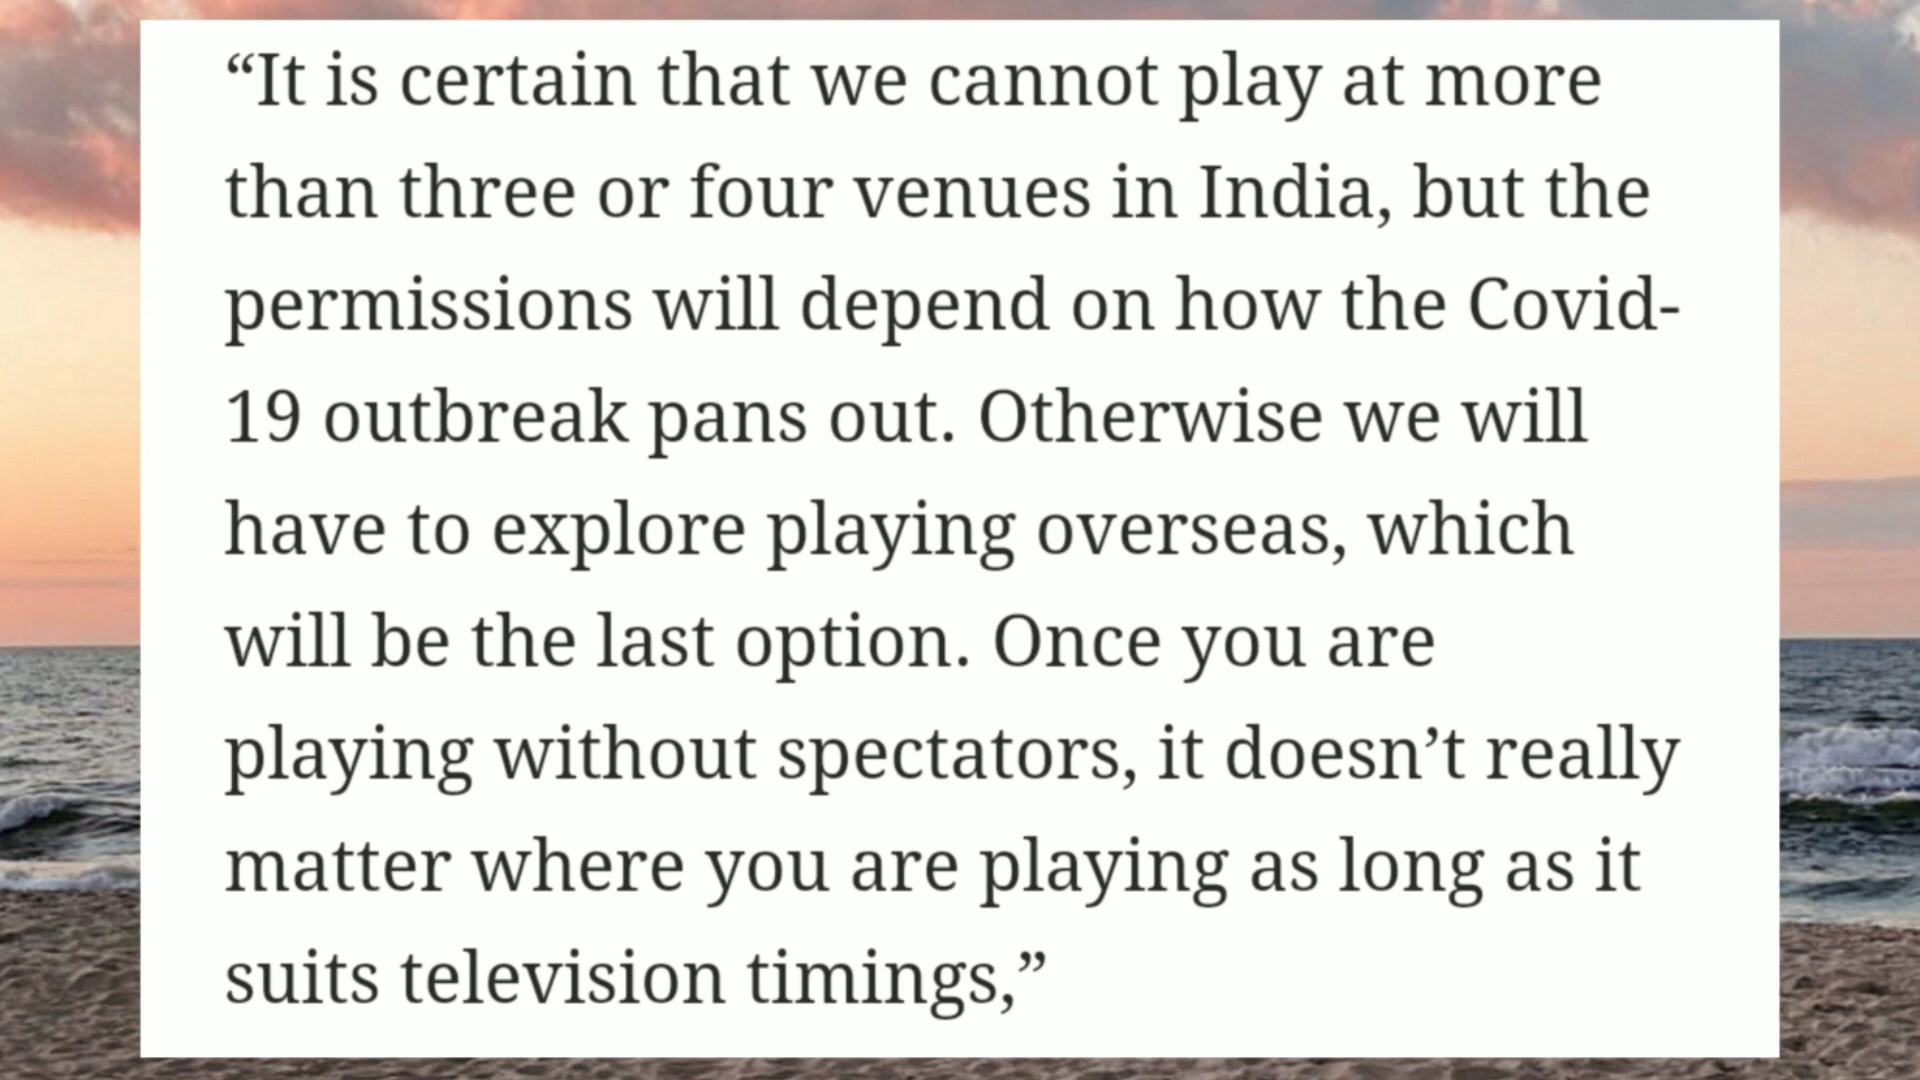 “It is certain that we cannot play at more
than three or four venues in India, but the
permissions will depend on how the Covid-
19 outbreak pans out. Otherwise we will
have to explore playing overseas, which
will be the last option. Once you are
playing without spectators, it doesn’t really
matter where you are playing as long as it
suits television timings,”